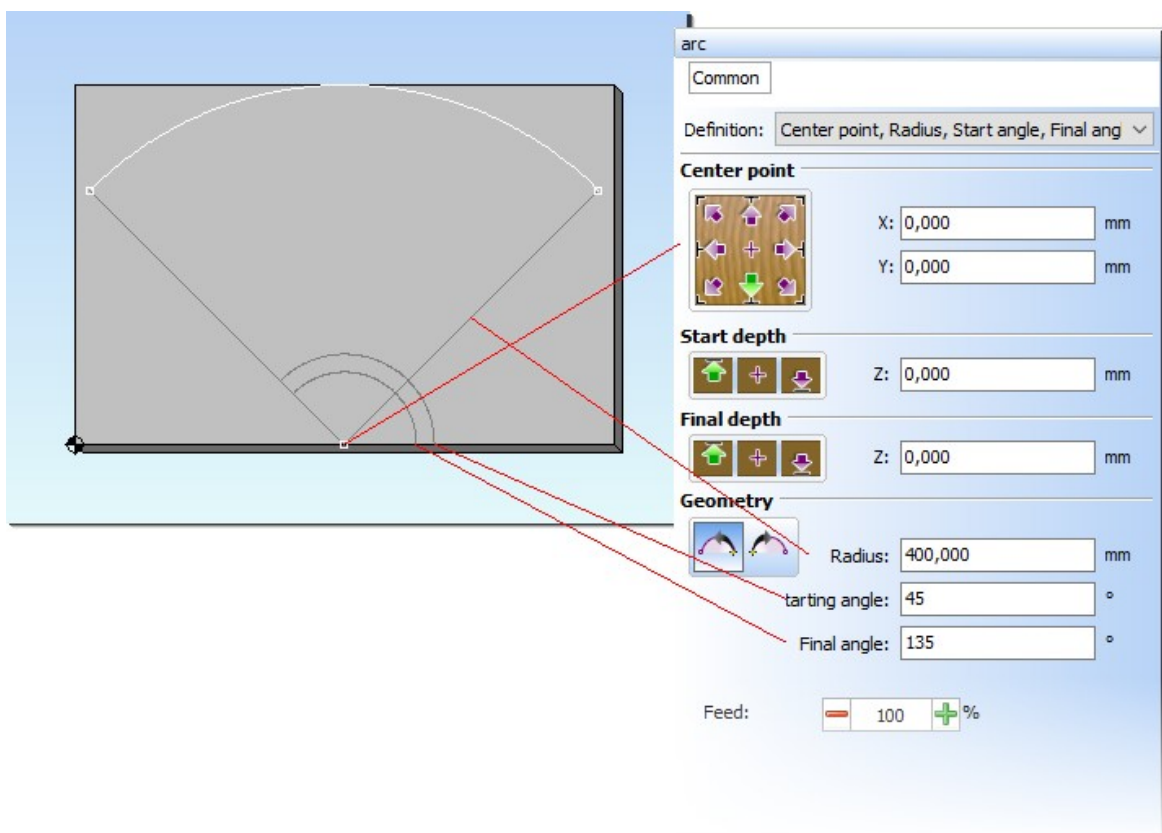 arc
Common
Definition: Center point, Radius, Start angle, Final ang
Center point
X: 0,000 mm
Y: 0,000 mm
Start depth
Z: 0,000 mm
Final depth
Z: 0,000 mm
Geometry
Radius: 400,000 mm
tarting angle: 45 °
Final angle: 135 °
Feed: 100 %